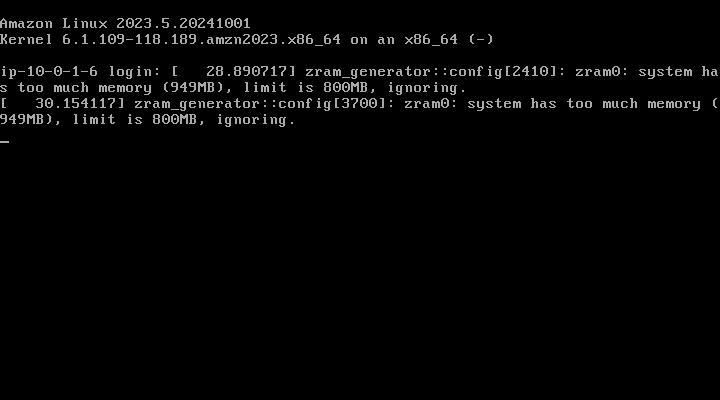 Amazon Linux 2023.5.20241001
Kernel 6.1.109-118.189.amzn2023.x86_64 on an x86_64 (-)
ip-10-0-1-6 login: [   28.890717] zram_generator::config[2410]: zram0: system ha
s too much memory (949MB), limit is 800MB, ignoring.
[   30.154117] zram_generator::config[3700]: zram0: system has too much memory (
949MB), limit is 800MB, ignoring.